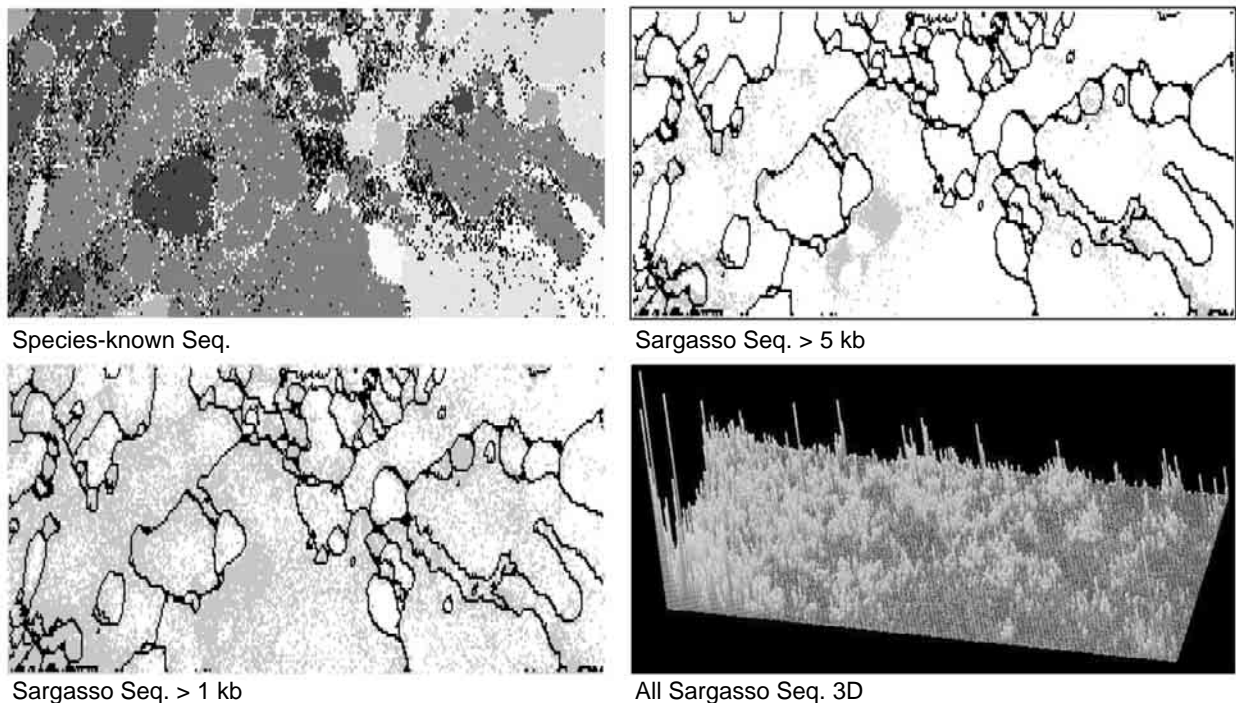 Species-known Seq.
Sargasso Seq. > 5 kb
Sargasso Seq. > 1 kb
All Sargasso Seq. 3D